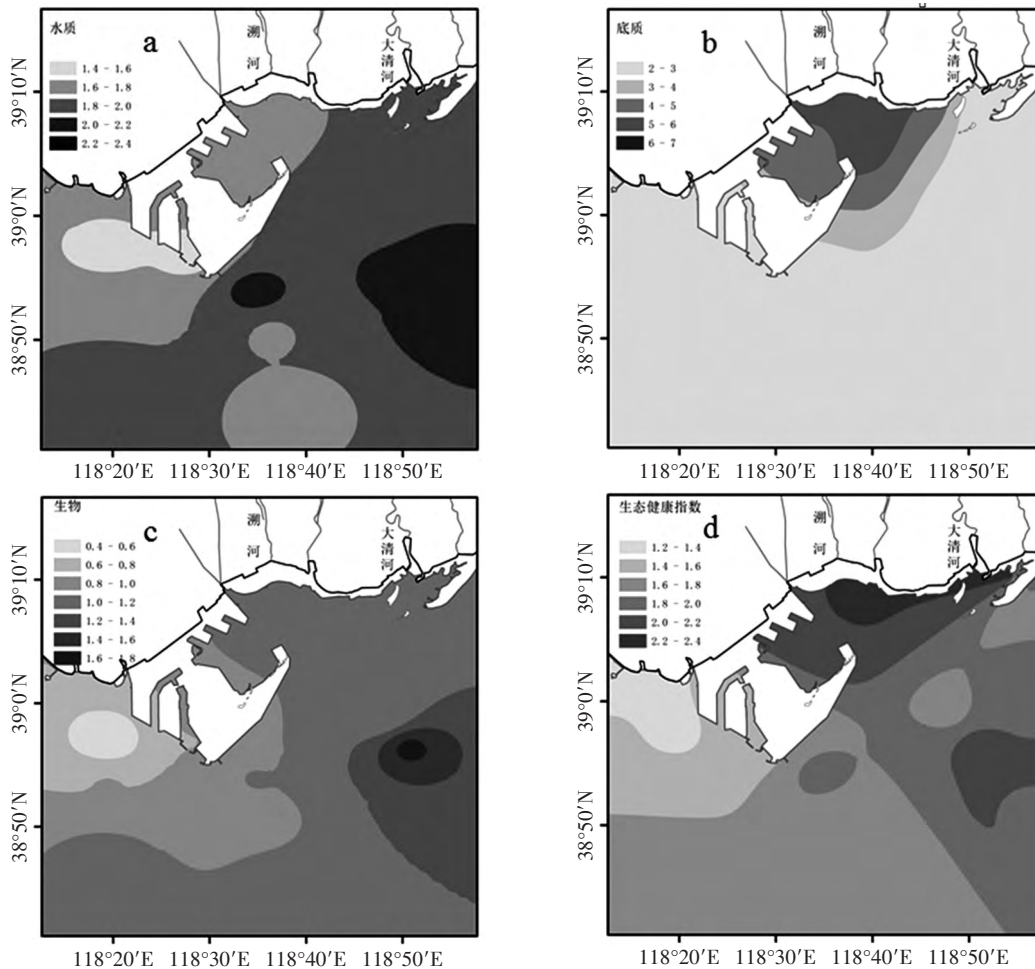 水质
a
溯
河
大
清
河
1.4 - 1.6
1.6 - 1.8
1.8 - 2.0
2.0 - 2.2
2.2 - 2.4
39°10′N
39°0′N
38°50′N
118°20′E 118°30′E 118°40′E 118°50′E
底质
b
溯
河
大
清
河
2 - 3
3 - 4
4 - 5
5 - 6
6 - 7
39°10′N
39°0′N
38°50′N
118°20′E 118°30′E 118°40′E 118°50′E
生物
c
溯
河
大
清
河
0.4 - 0.6
0.6 - 0.8
0.8 - 1.0
1.0 - 1.2
1.2 - 1.4
1.4 - 1.6
1.6 - 1.8
39°10′N
39°0′N
38°50′N
118°20′E 118°30′E 118°40′E 118°50′E
生态健康指数
d
溯
河
大
清
河
1.2 - 1.4
1.4 - 1.6
1.6 - 1.8
1.8 - 2.0
2.0 - 2.2
2.2 - 2.4
39°10′N
39°0′N
38°50′N
118°20′E 118°30′E 118°40′E 118°50′E